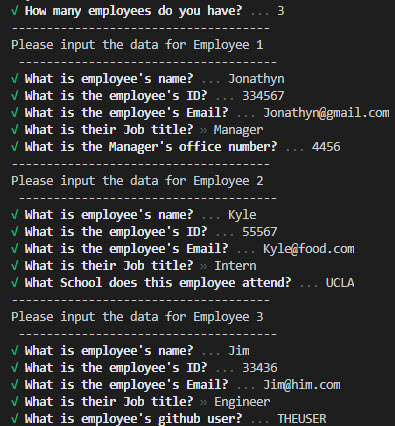 √ How many employees do you have? ... 3
------------------------------------
Please input the data for Employee 1
------------------------------------
√ What is employee's name? ... Jonathyn
√ What is the employee's ID? ... 334567
√ What is the employee's Email? ... Jonathyn@gmail.com
√ What is their Job title? » Manager
√ What is the Manager's office number? ... 4456
------------------------------------
Please input the data for Employee 2
------------------------------------
√ What is employee's name? ... Kyle
√ What is the employee's ID? ... 55567
√ What is the employee's Email? ... Kyle@food.com
√ What is their Job title? » Intern
√ What School does this employee attend? ... UCLA
------------------------------------
Please input the data for Employee 3
------------------------------------
√ What is employee's name? ... Jim
√ What is the employee's ID? ... 33436
√ What is the employee's Email? ... Jim@him.com
√ What is their Job title? » Engineer
√ What is employee's github user? ... THEUSER